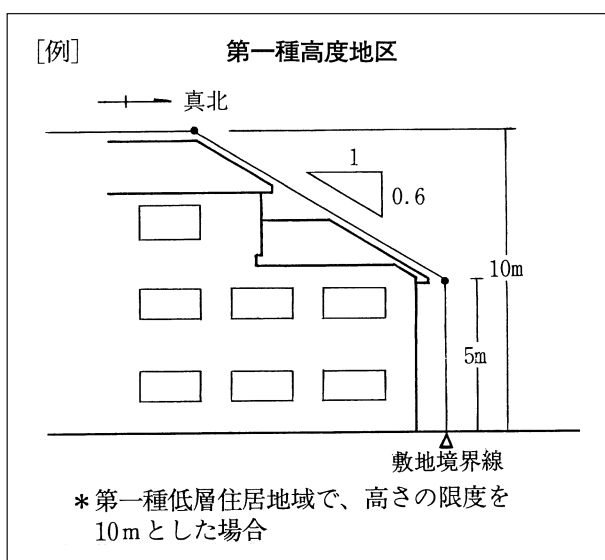 [例]
第一種高度地区
真北
1
0.6
10m
5m
敷地境界線
*第一種低層住居地域で、高さの限度を
10mとした場合